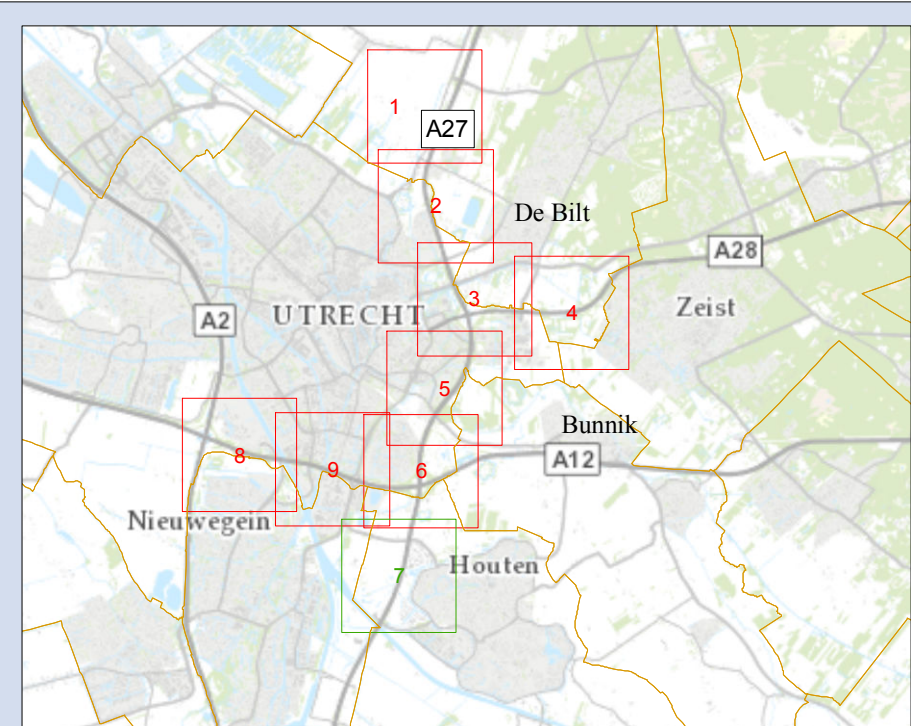 1
A27
2
De Bilt
A28
3
4
Zeist
A2
UTRECHT
5
Bunnik
8
9
6
A12
Nieuwegein
Houten
7